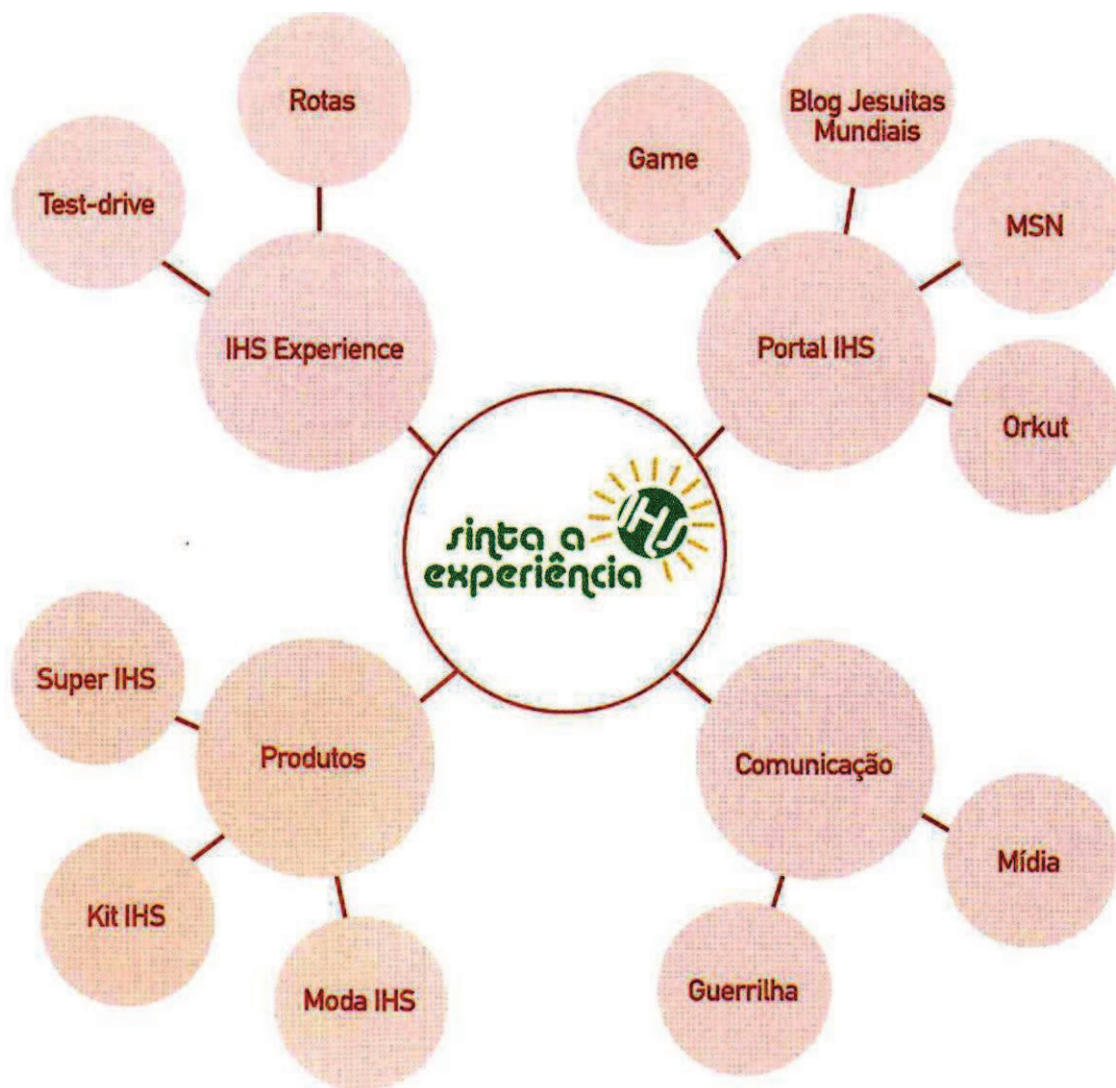 Rotas
Test-drive
IHS Experience
Blog Jesuitas
Mundiais
Game
MSN
Portal IHS
Orkut
sinta a
experiência
IHS
Super IHS
Produtos
Kit IHS
Moda IHS
Comunicação
Mídia
Guerrilha